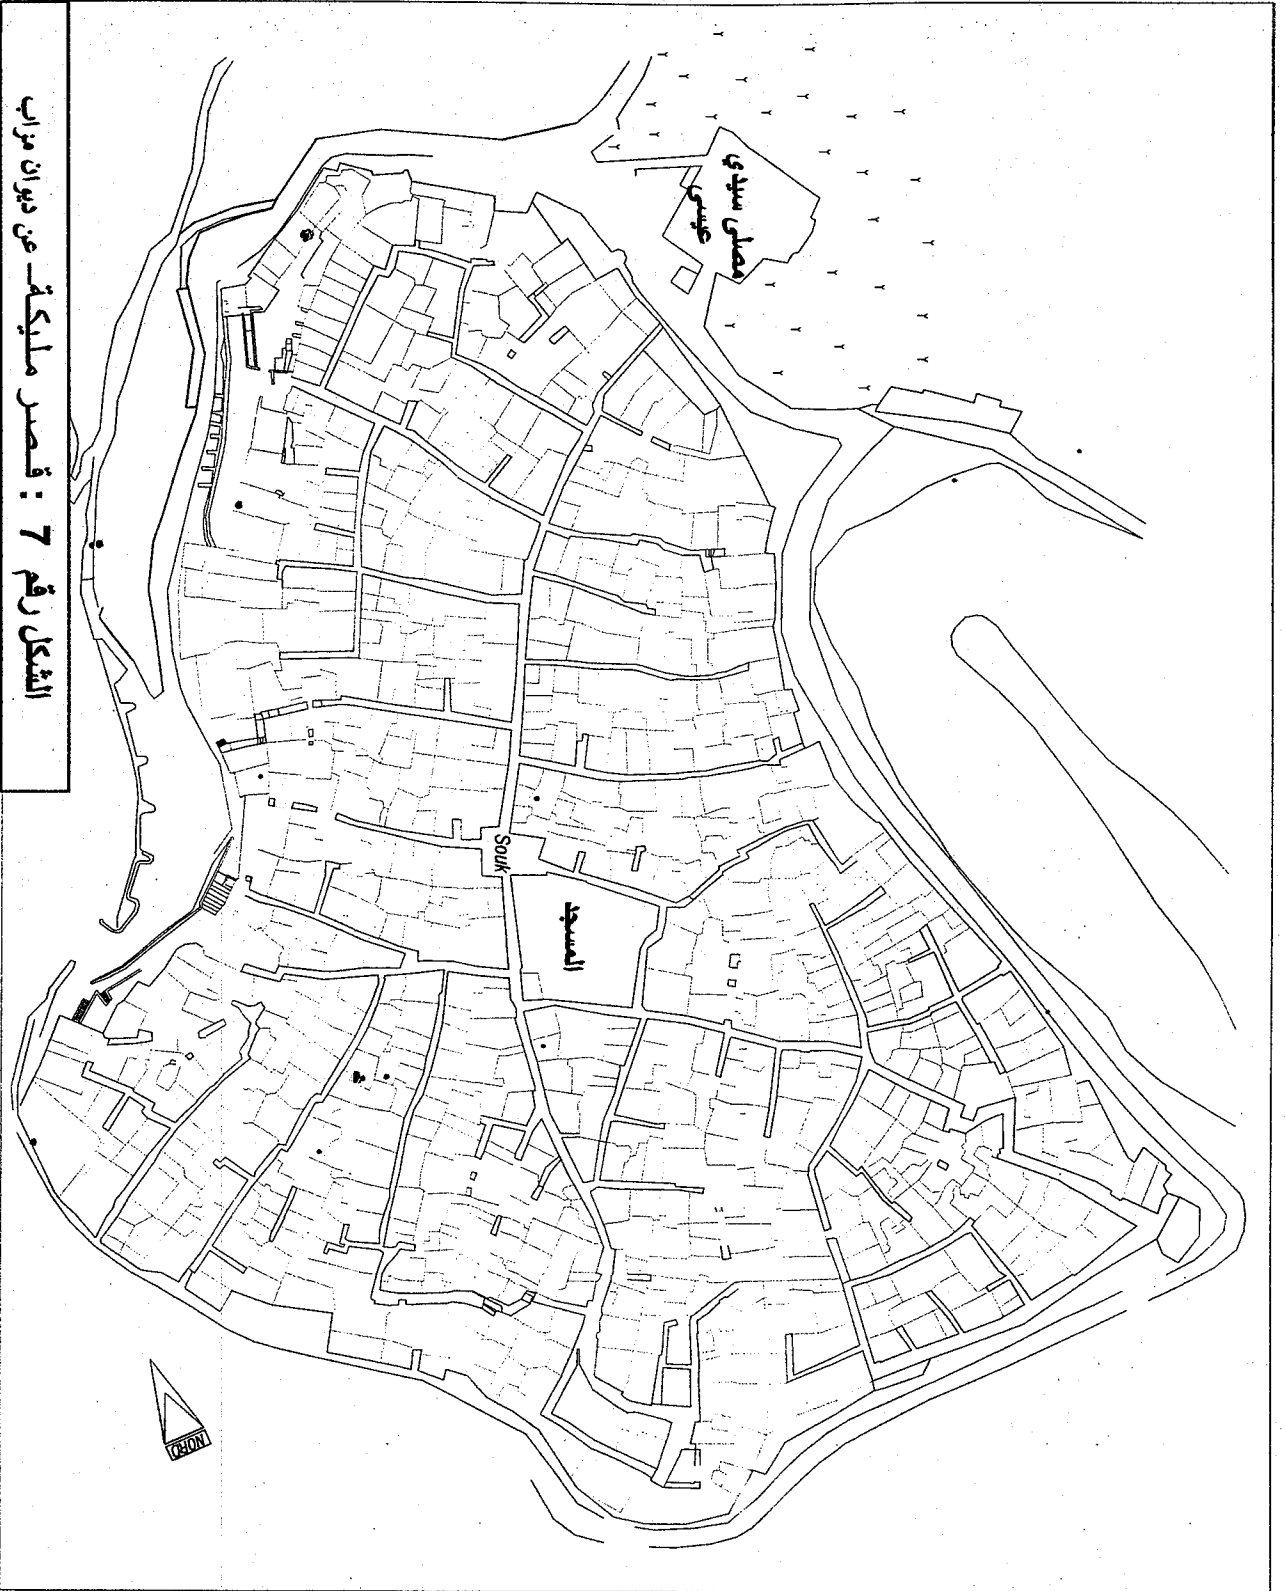 مصلى سيدي
عيسى
Souk
المسجد
NORD
الشكل رقم 7 : قصر مليكة - عن ديوان مزاب